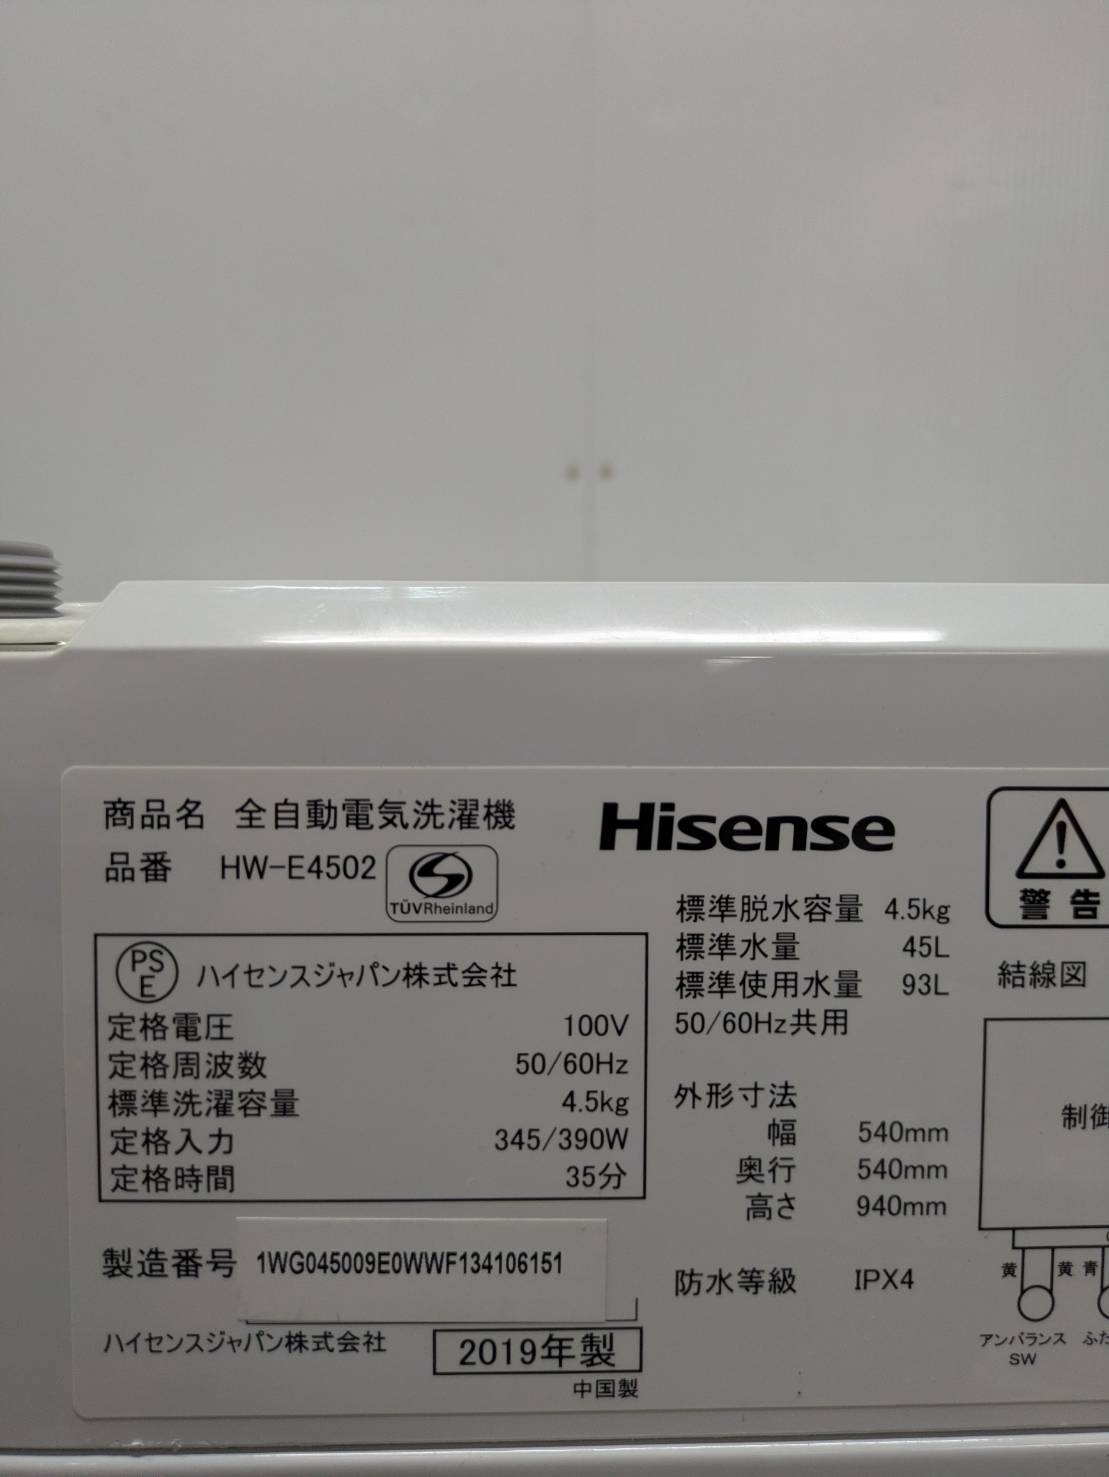 商品名 全自動電気洗濯機
品番 HW-E4502
TÜVRheinland
PS
E
ハイセンスジャパン株式会社
定格電圧 100V
定格周波数 50/60Hz
標準洗濯容量 4.5kg
定格入力 345/390W
定格時間 35分
製造番号 1WG045009E0WWF134106151
ハイセンスジャパン株式会社
2019年製
中国製
Hisense
標準脱水容量 4.5kg
標準水量 45L
標準使用水量 93L
50/60Hz共用
外形寸法
幅 540mm
奥行 540mm
高さ 940mm
防水等級 IPX4
警告
結線図
制御
黄 黄 青
アンバランス ふた
SW